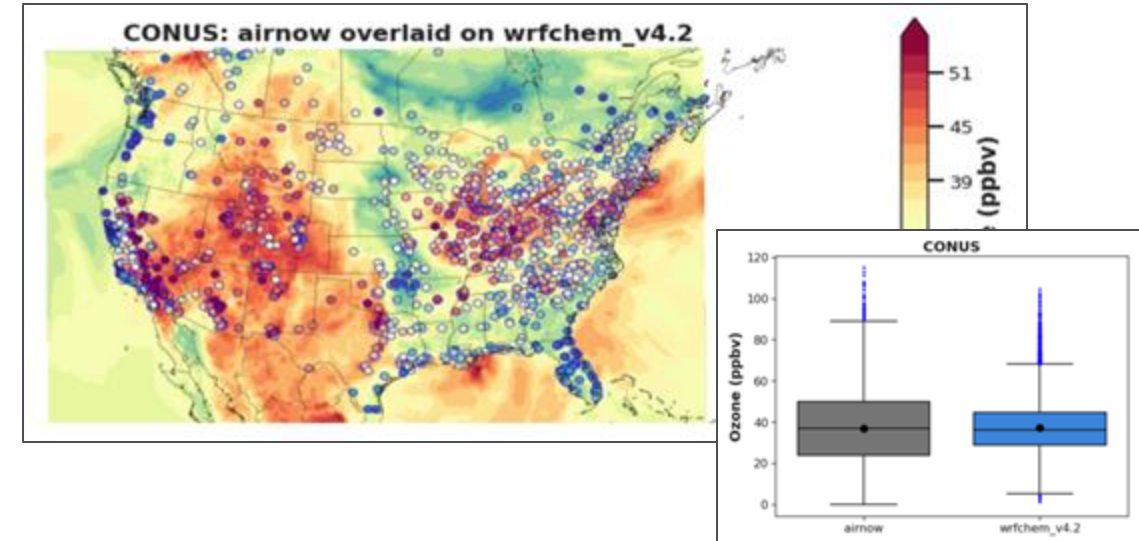 CONUS: airnow overlaid on wrfchem_v4.2
51
45
39
(ppbv)
CONUS
120
100
80
60
40
20
0
Ozone (ppbv)
airnow
wrfchem_v4.2